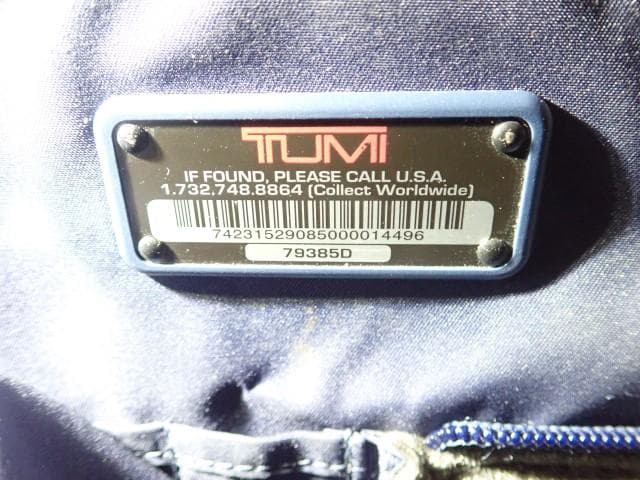 TUMI
IF FOUND, PLEASE CALL U.S.A.
1.732.748.8864 (Collect Worldwide)
74231529085000014496
79385D